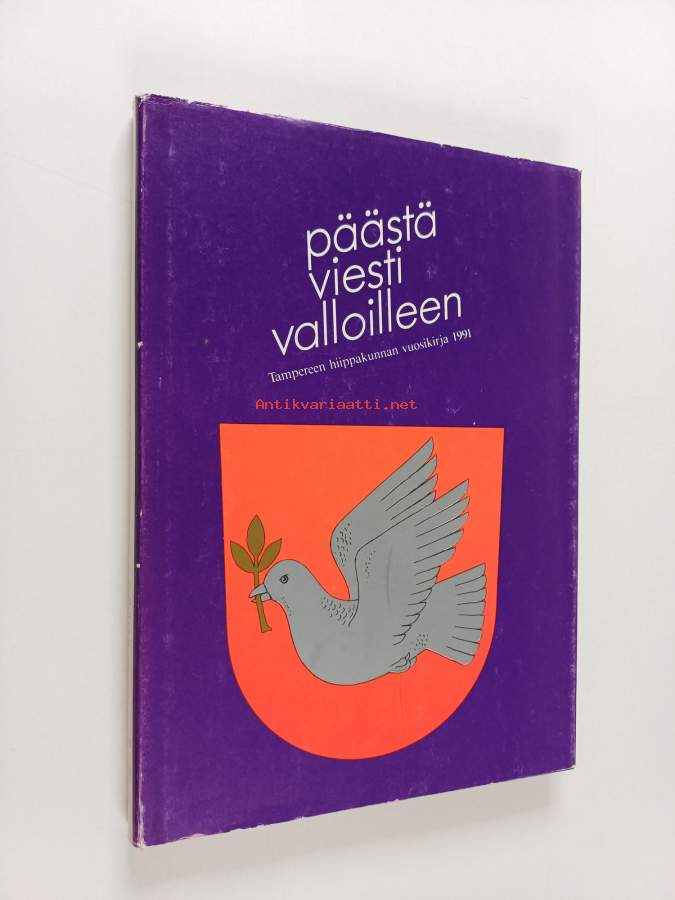 päästä
viesti
valloilleen
Tampereen hiippakunnan vuosikirja 1991
Antikvariaatti.net